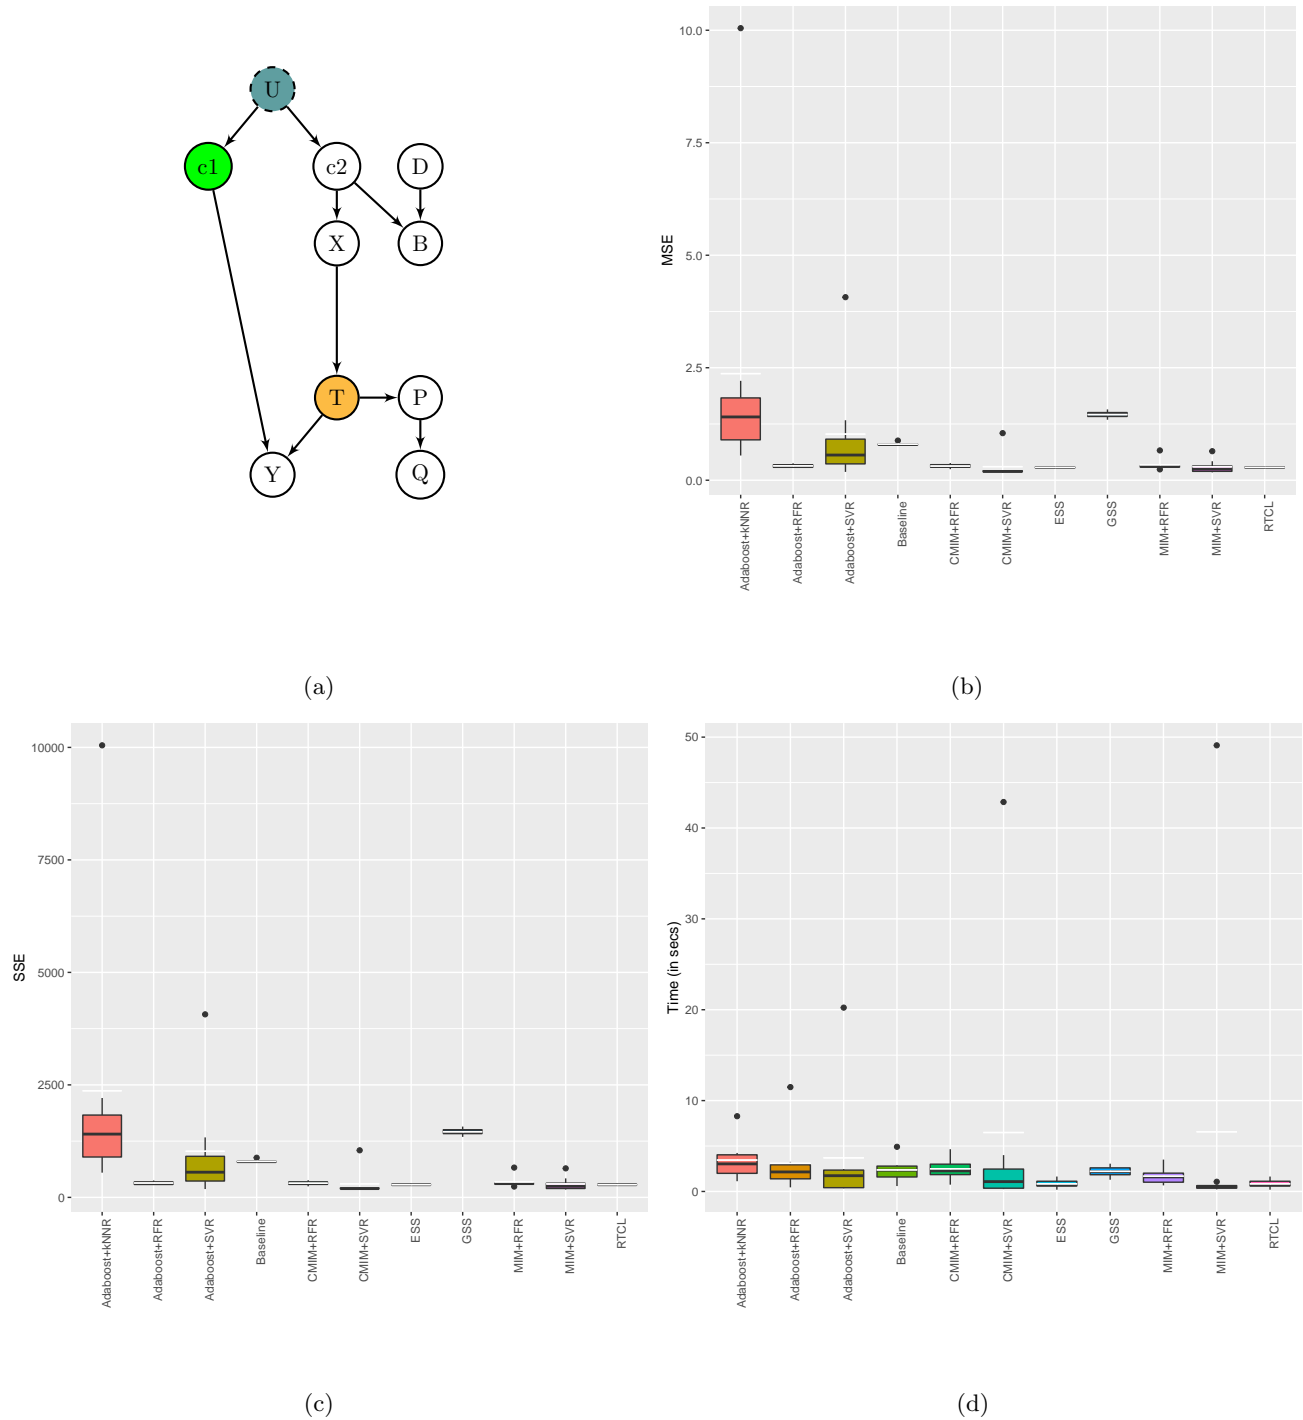 U
c1
c2
D
X
B
T
P
Y
Q
(a)
MSE
10.0
7.5
5.0
2.5
0.0
Adaboost+kNNR
Adaboost+RFR
Adaboost+SVR
Baseline
CMIM+RFR
CMIM+SVR
ESS
GSS
MIM+RFR
MIM+SVR
RTCL
(b)
SSE
10000
7500
5000
2500
0
Adaboost+kNNR
Adaboost+RFR
Adaboost+SVR
Baseline
CMIM+RFR
CMIM+SVR
ESS
GSS
MIM+RFR
MIM+SVR
RTCL
(c)
Time (in secs)
50
40
30
20
10
0
Adaboost+kNNR
Adaboost+RFR
Adaboost+SVR
Baseline
CMIM+RFR
CMIM+SVR
ESS
GSS
MIM+RFR
MIM+SVR
RTCL
(d)